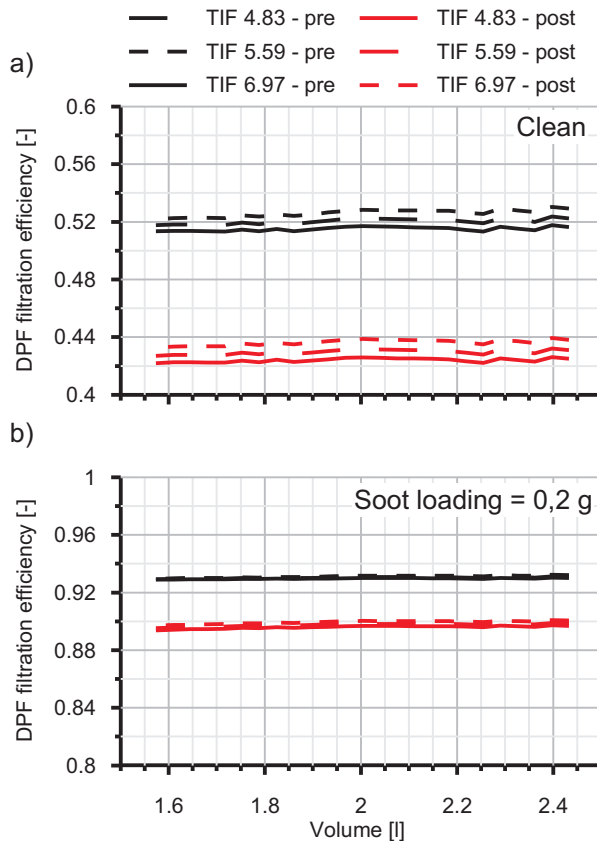 TIF 4.83 - pre TIF 4.83 - post
TIF 5.59 - pre TIF 5.59 - post
TIF 6.97 - pre TIF 6.97 - post
a)
0.6
Clean
0.56
0.52
0.48
0.44
0.4
DPF filtration efficiency [-]
b)
1
Soot loading = 0,2 g
0.96
0.92
0.88
0.84
0.8
DPF filtration efficiency [-]
1.6 1.8 2 2.2 2.4
Volume [l]